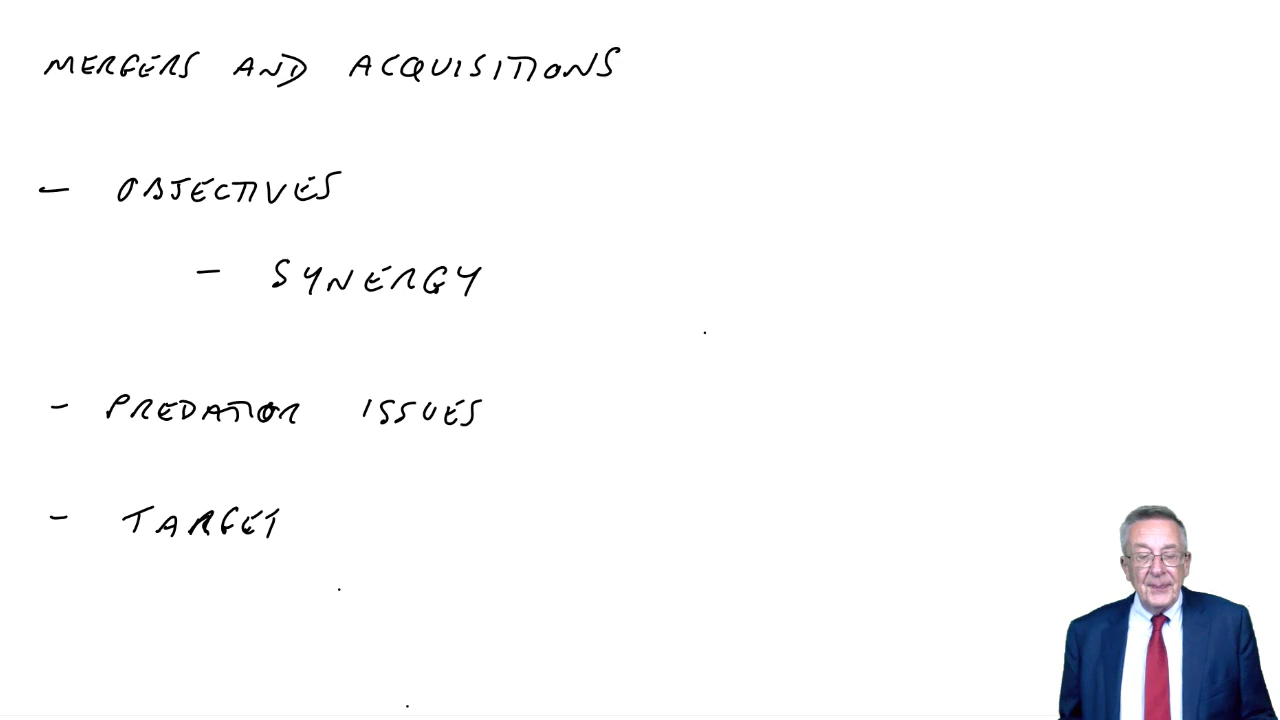 MERGERS AND ACQUISITIONS
- OBJECTIVES
- SYNERGY
- PREDATOR ISSUES
- TARGET